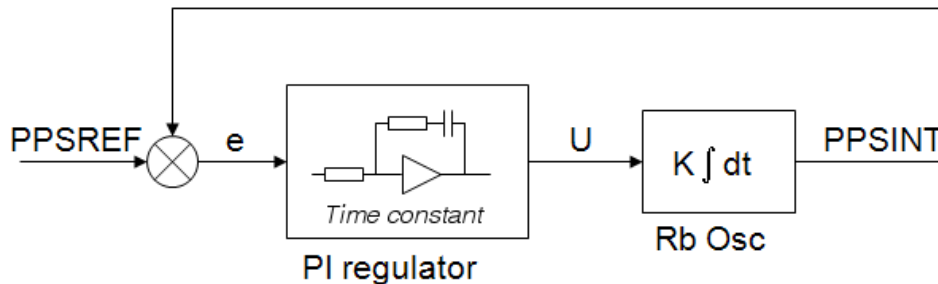 PPSREF
e
Time constant
PI regulator
U
K ∫ dt
Rb Osc
PPSINT